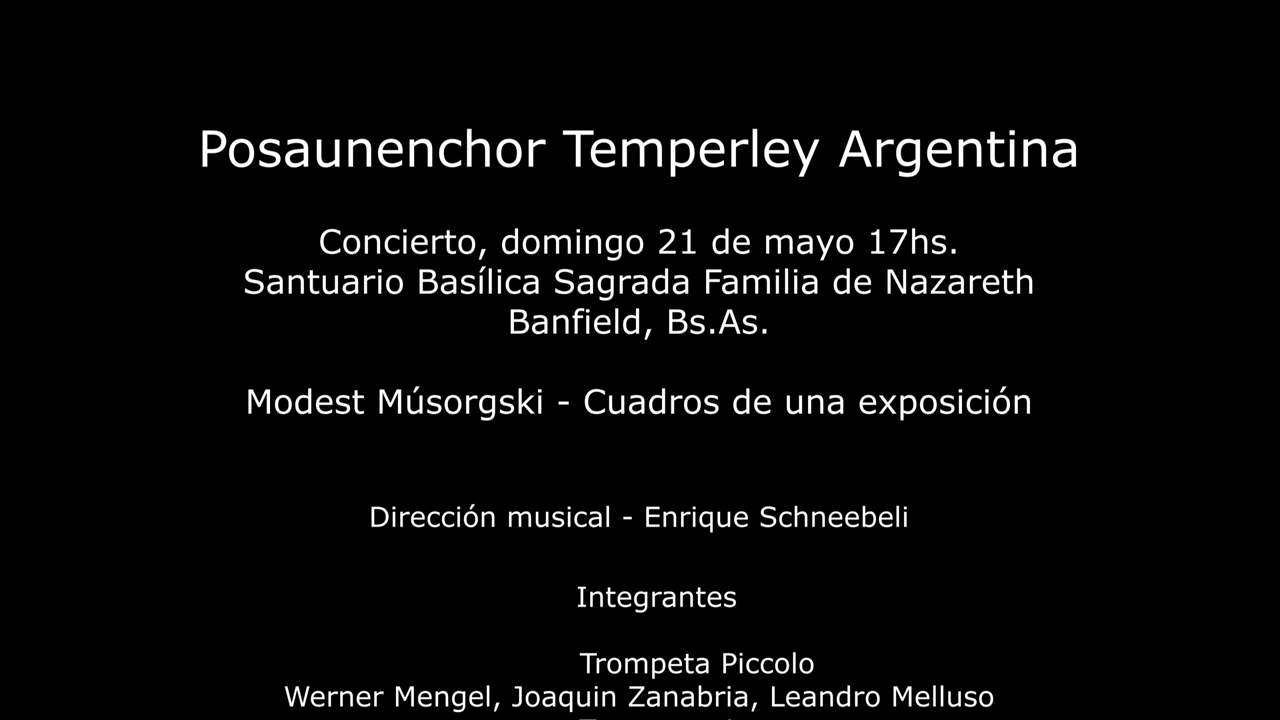 Posaunenchor Temperley Argentina
Concierto, domingo 21 de mayo 17hs.
Santuario Basílica Sagrada Familia de Nazareth
Banfield, Bs.As.
Modest Músorgski - Cuadros de una exposición
Dirección musical - Enrique Schneebeli
Integrantes
Trompeta Piccolo
Werner Mengel, Joaquin Zanabria, Leandro Melluso